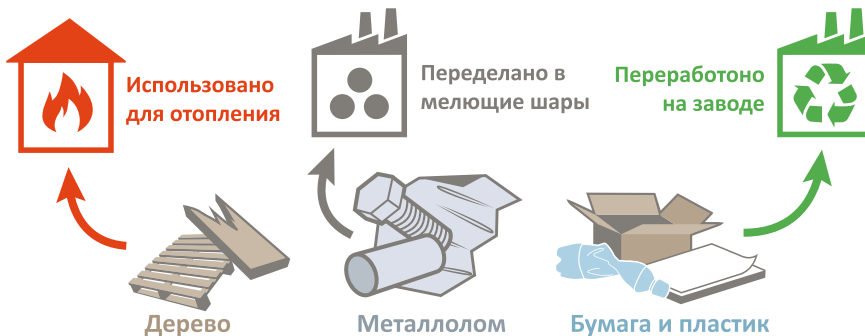 Использовано
для отопления
Переделано в
мелющие шары
Переработоно
на заводе
Дерево
Металлолом
Бумага и пластик